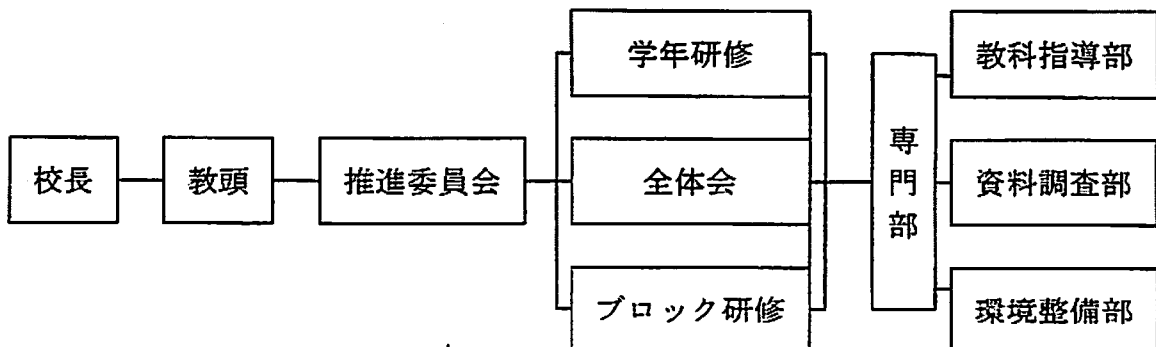 校長
教頭
推進委員会
学年研修
全体会
ブロック研修
専門部
教科指導部
資料調査部
環境整備部